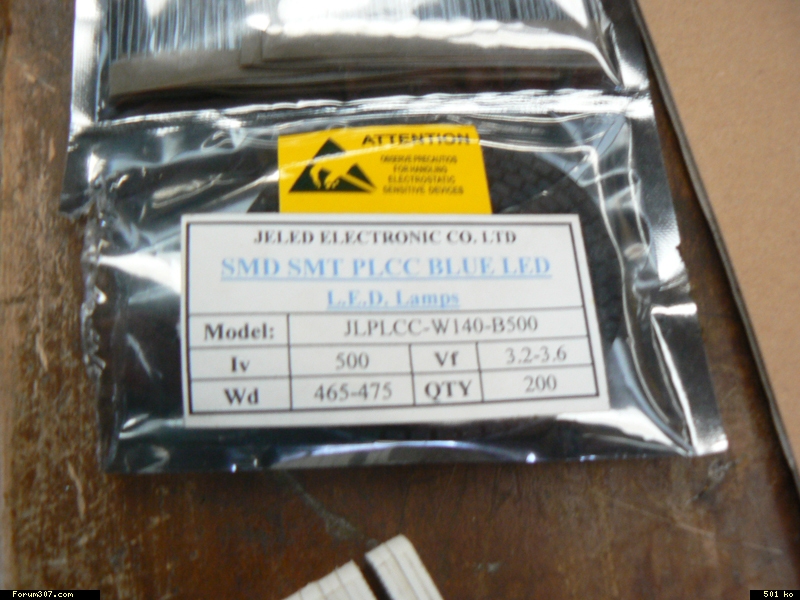 ATTENTION
OBSERVE PRECAUTIONS
FOR HANDLING
ELECTROSTATIC
SENSITIVE DEVICES
JELED ELECTRONIC CO. LTD
SMD SMT PLCC BLUE LED
L.E.D. Lamps
Model: JLPLCC-W140-B500
Iv 500 Vf 3.2-3.6
Wd 465-475 QTY 200
Forum307.com 501 ko